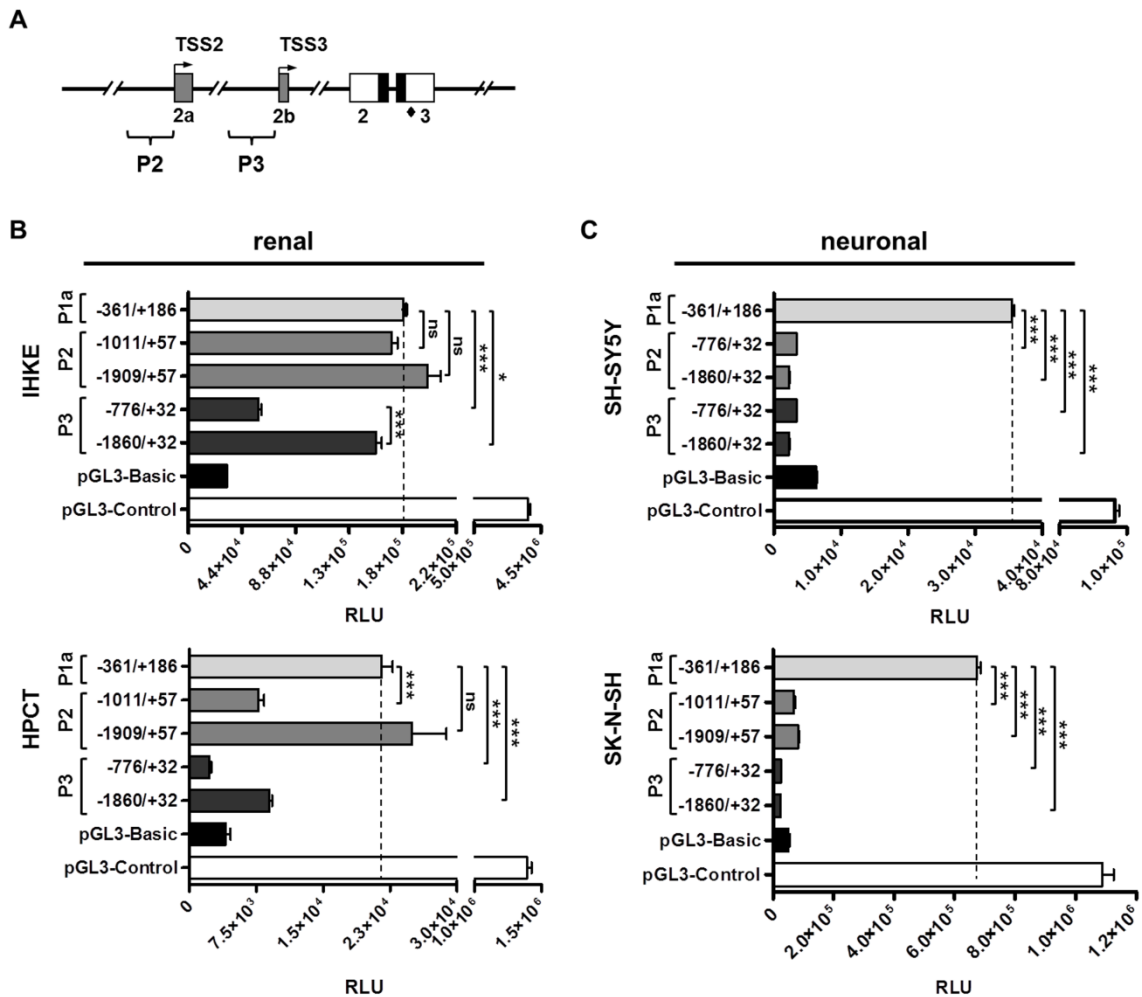 A
TSS2 TSS3
2a 2b 2 ♦ 3
P2 P3
B
renal
IHKE
P1a
P2
P3
-361/+186
-1011/+57
-1909/+57
-776/+32
-1860/+32
pGL3-Basic
pGL3-Control
ns
ns
***
*
***
0 4.4×10⁴ 8.8×10⁴ 1.3×10⁵ 1.8×10⁵ 2.2×10⁵ 5.0×10⁵ 4.5×10⁶
RLU
HPCT
P1a
P2
P3
-361/+186
-1011/+57
-1909/+57
-776/+32
-1860/+32
pGL3-Basic
pGL3-Control
***
ns
***
***
0 7.5×10³ 1.5×10⁴ 2.3×10⁴ 3.0×10⁴ 1.0×10⁶ 1.5×10⁶
RLU
C
neuronal
SH-SY5Y
P1a
P2
P3
-361/+186
-776/+32
-1860/+32
-776/+32
-1860/+32
pGL3-Basic
pGL3-Control
***
***
***
***
0 1.0×10⁴ 2.0×10⁴ 3.0×10⁴ 4.0×10⁴ 8.0×10⁴ 1.0×10⁵
RLU
SK-N-SH
P1a
P2
P3
-361/+186
-1011/+57
-1909/+57
-776/+32
-1860/+32
pGL3-Basic
pGL3-Control
***
***
***
***
0 2.0×10⁵ 4.0×10⁵ 6.0×10⁵ 8.0×10⁵ 1.0×10⁶ 1.2×10⁶
RLU